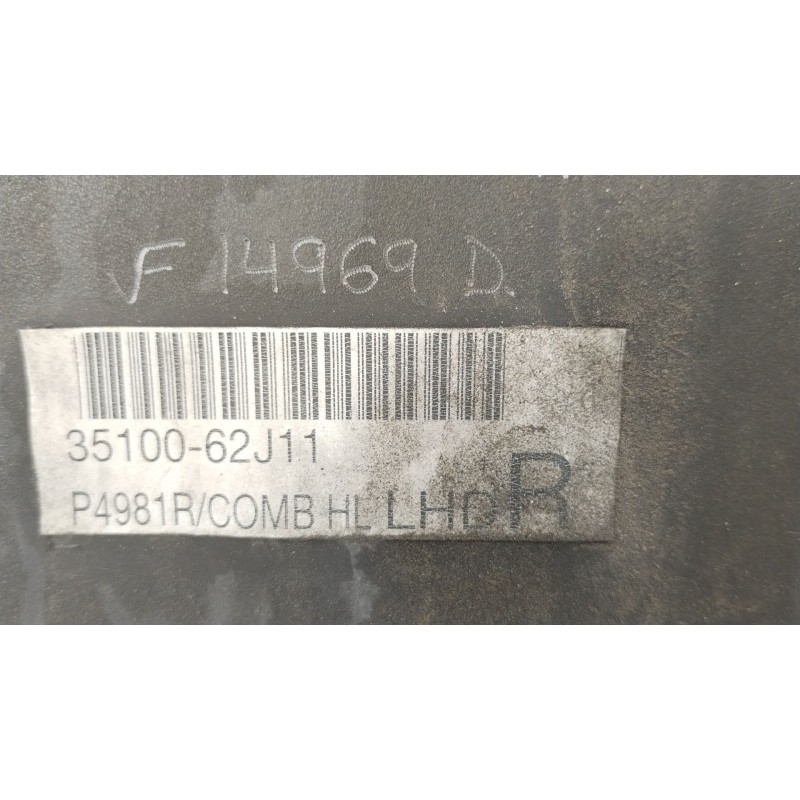 F 14969 D.
35100-62J11
P4981R/COMB HL LHD R